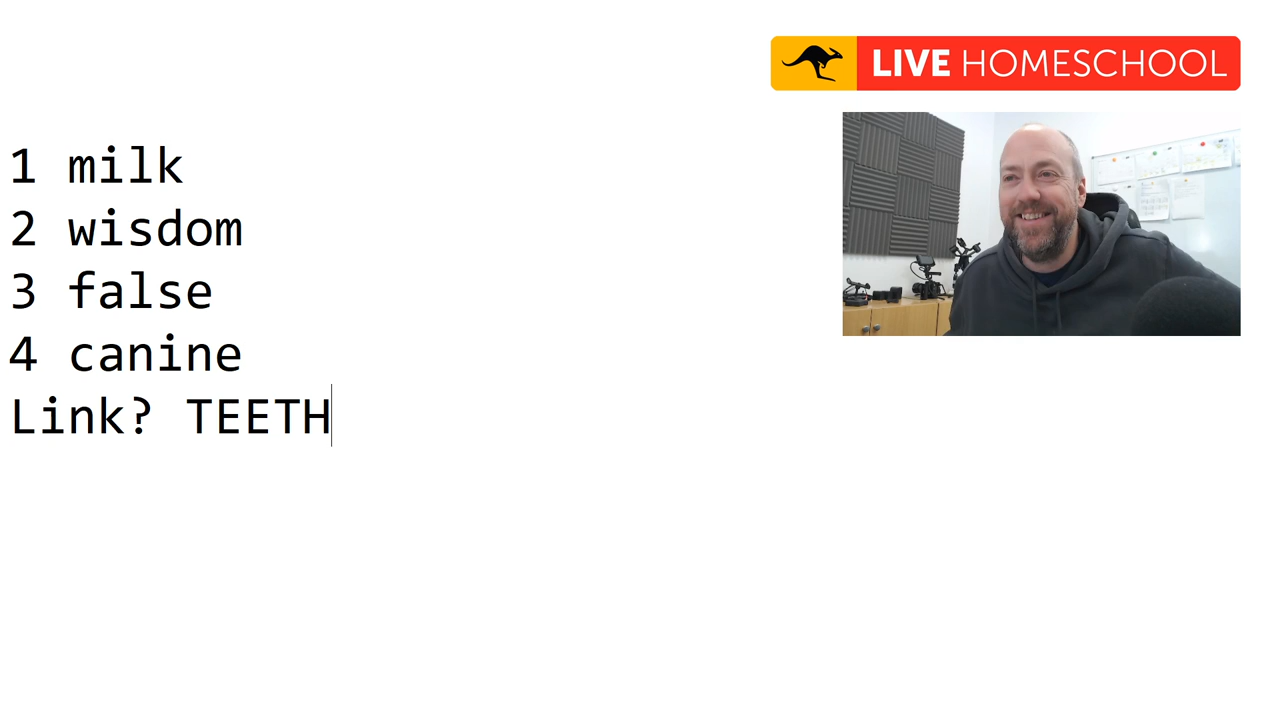 LIVE HOMESCHOOL
1 milk
2 wisdom
3 false
4 canine
Link? TEETH